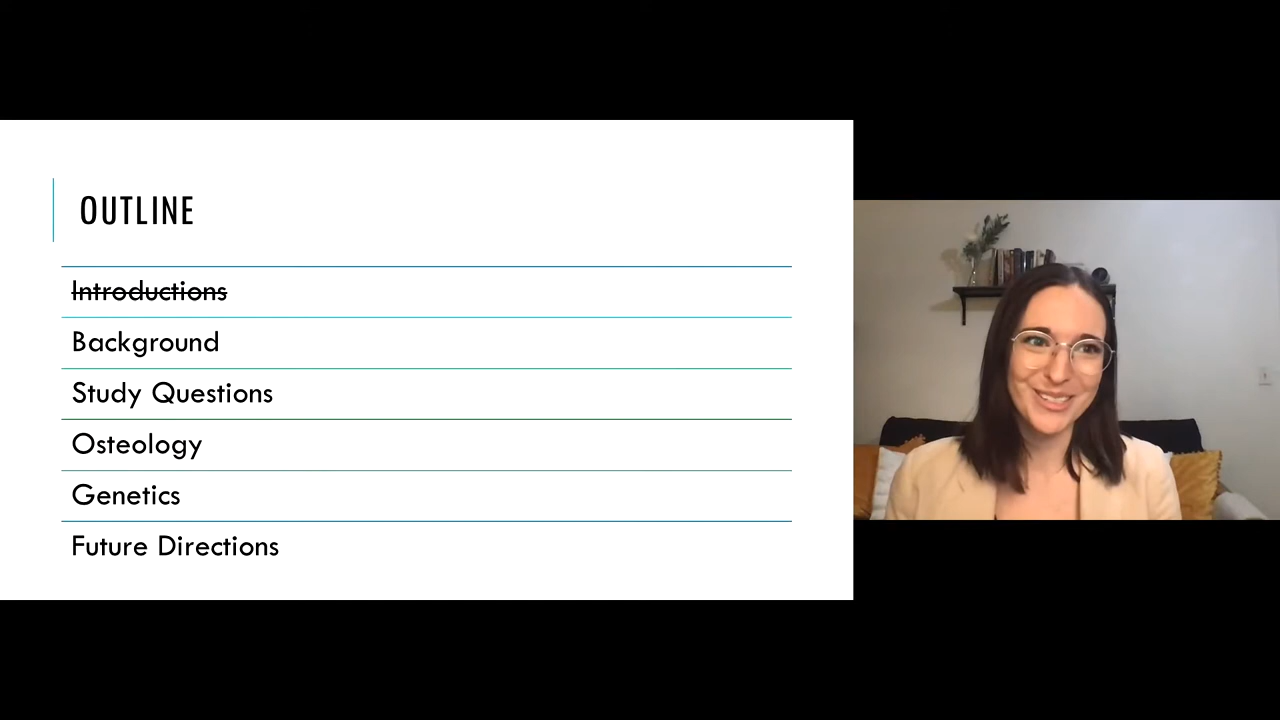 OUTLINE
Introductions
Background
Study Questions
Osteology
Genetics
Future Directions